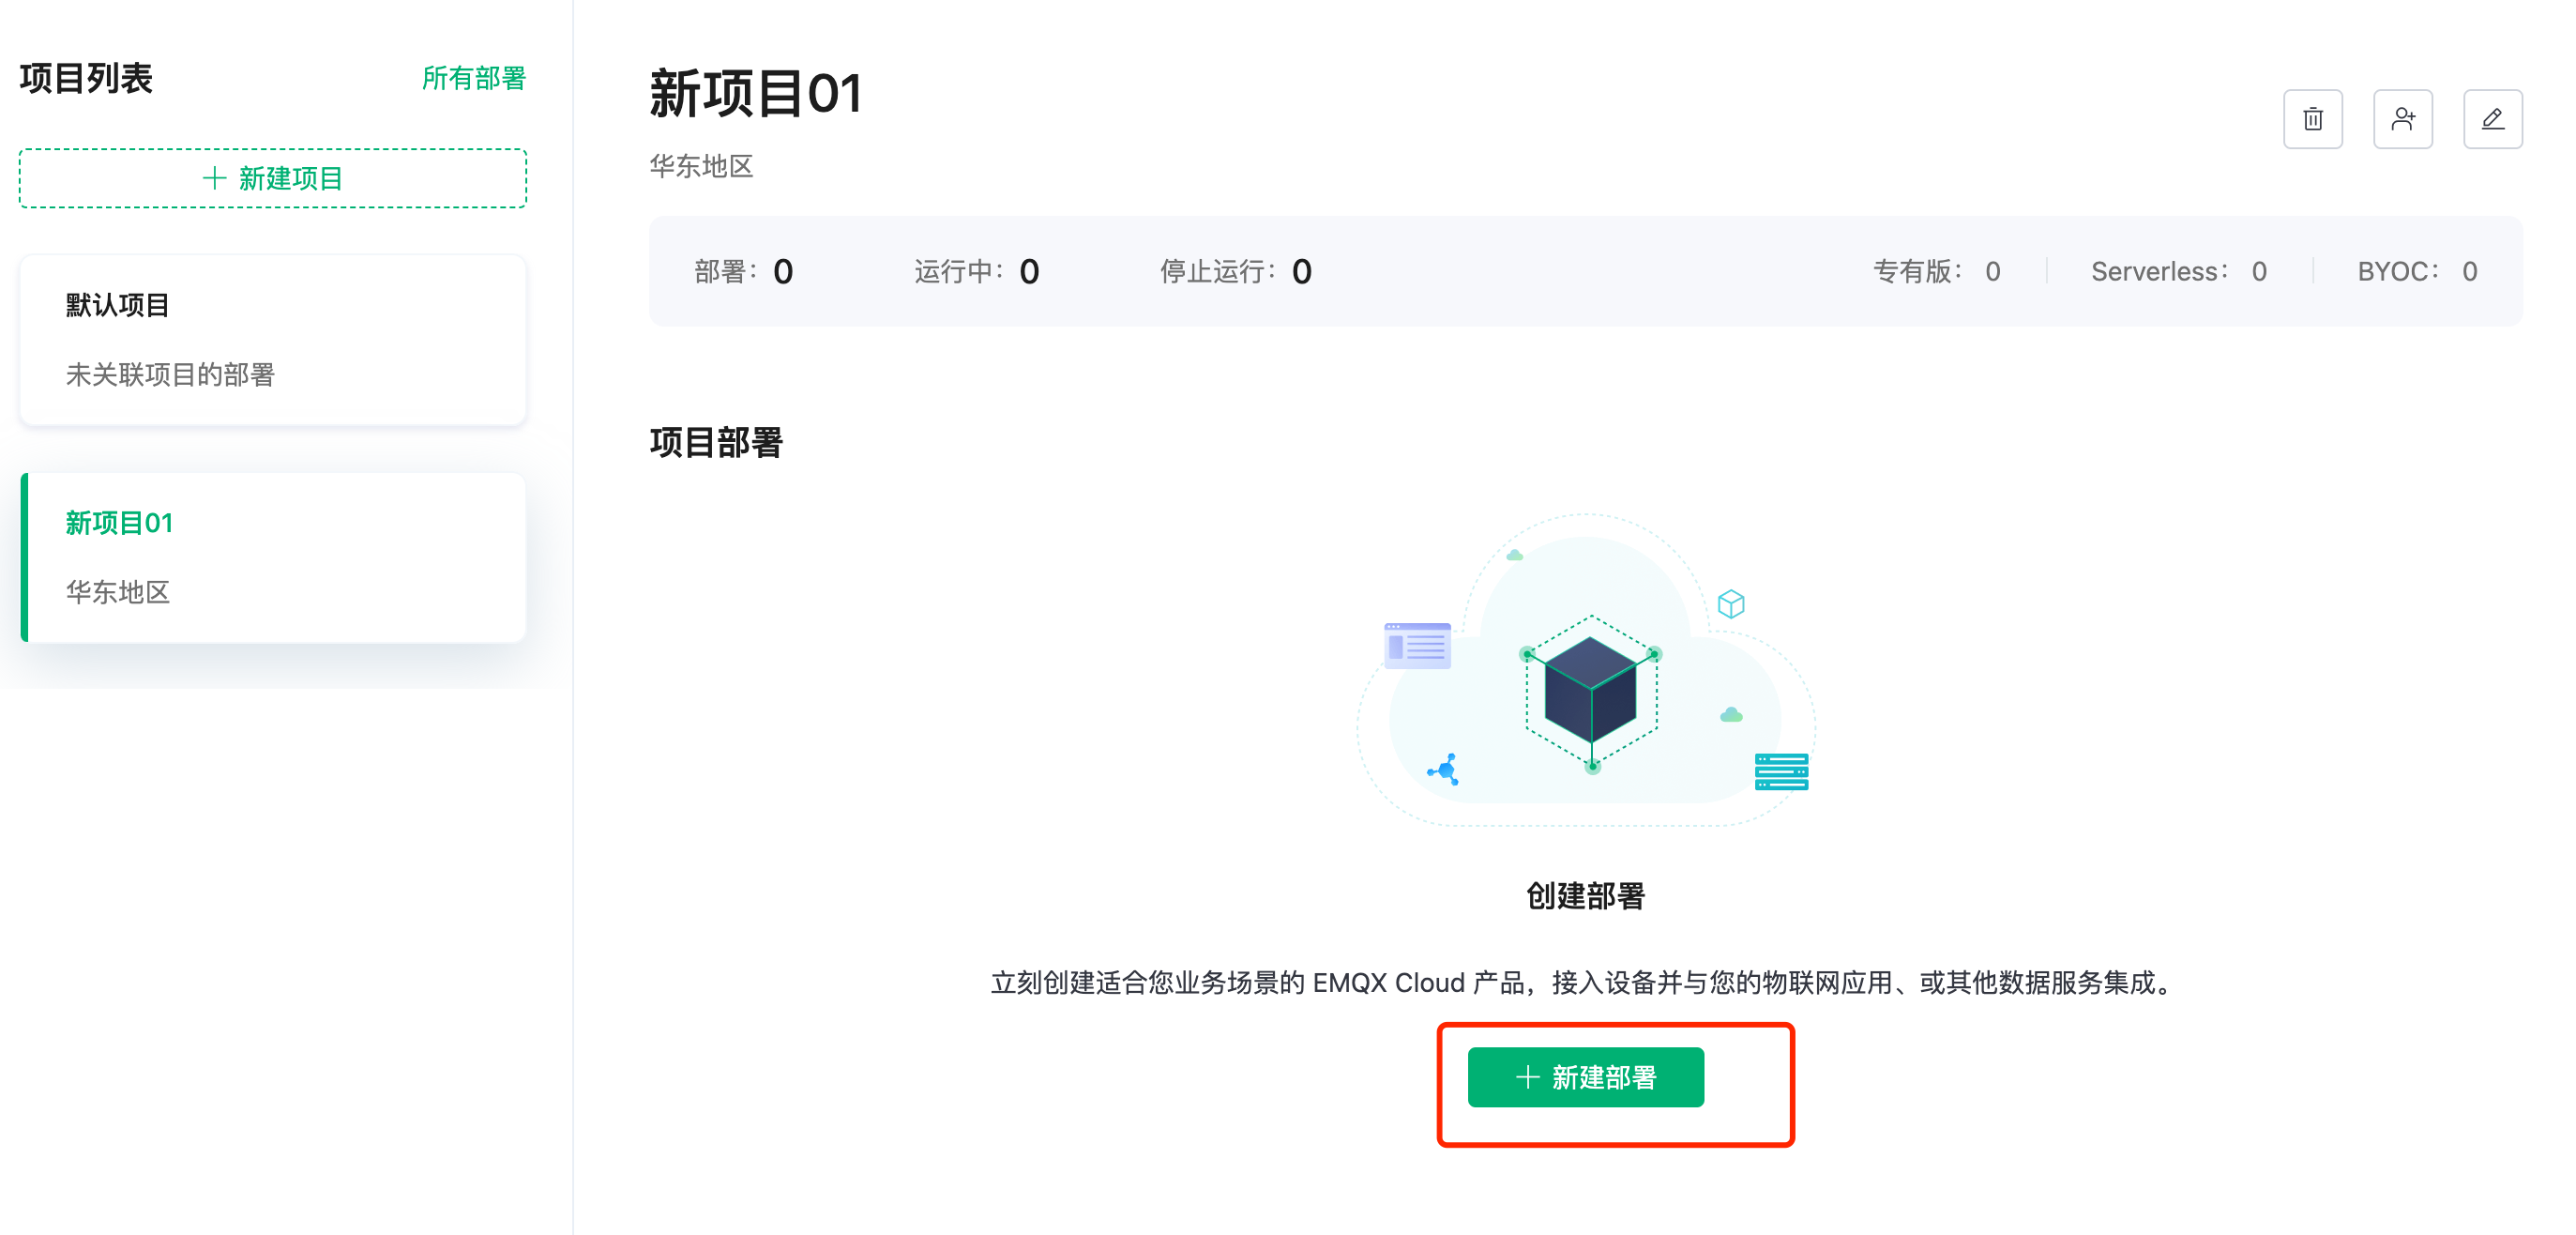 项目列表 所有部署
+ 新建项目
默认项目
未关联项目的部署
新项目01
华东地区
新项目01
华东地区
部署：0 运行中：0 停止运行：0 专有版：0 Serverless：0 BYOC：0
项目部署
创建部署
立刻创建适合您业务场景的 EMQX Cloud 产品，接入设备并与您的物联网应用、或其他数据服务集成。
+ 新建部署